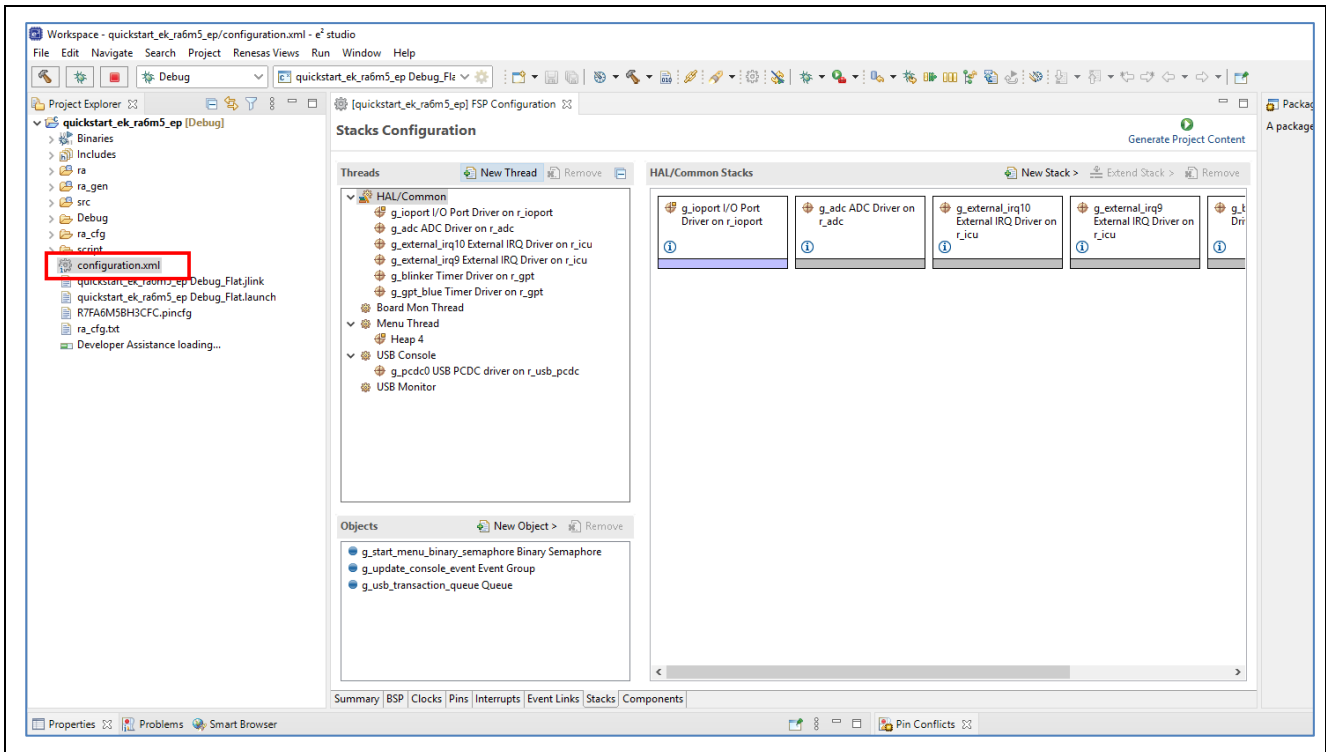 Workspace - quickstart_ek_ra6m5_ep/configuration.xml - e² studio
File Edit Navigate Search Project Renesas Views Run Window Help
Debug
quickstart_ek_ra6m5_ep Debug_Fla
Project Explorer
quickstart_ek_ra6m5_ep [Debug]
Binaries
Includes
ra
ra_gen
src
Debug
ra_cfg
script
configuration.xml
quickstart_ek_ra6m5_ep Debug_Flat.jlink
quickstart_ek_ra6m5_ep Debug_Flat.launch
R7FA6M5BH3CFC.pincfg
ra_cfg.txt
Developer Assistance loading...
[quickstart_ek_ra6m5_ep] FSP Configuration
Stacks Configuration
Generate Project Content
Threads New Thread Remove
HAL/Common
g_ioport I/O Port Driver on r_ioport
g_adc ADC Driver on r_adc
g_external_irq10 External IRQ Driver on r_icu
g_external_irq9 External IRQ Driver on r_icu
g_blinker Timer Driver on r_gpt
g_gpt_blue Timer Driver on r_gpt
Board Mon Thread
Menu Thread
Heap 4
USB Console
g_pcdc0 USB PCDC driver on r_usb_pcdc
USB Monitor
Objects New Object > Remove
g_start_menu_binary_semaphore Binary Semaphore
g_update_console_event Event Group
g_usb_transaction_queue Queue
HAL/Common Stacks New Stack > Extend Stack > Remove
g_ioport I/O Port
Driver on r_ioport
g_adc ADC Driver on
r_adc
g_external_irq10
External IRQ Driver on
r_icu
g_external_irq9
External IRQ Driver on
r_icu
g_b
Dri
Summary BSP Clocks Pins Interrupts Event Links Stacks Components
Packag
A package
Properties Problems Smart Browser
Pin Conflicts